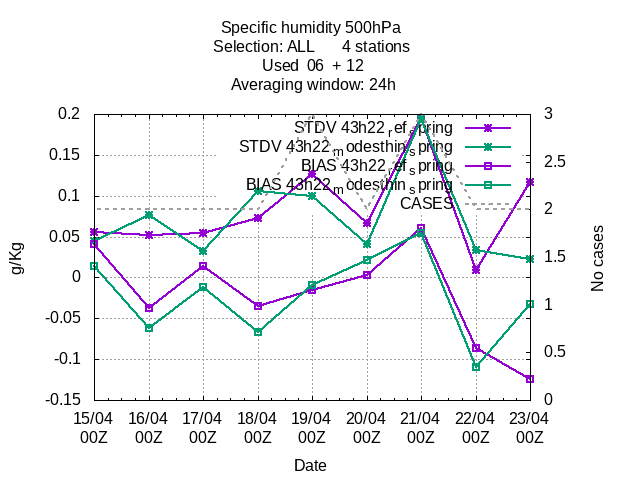 Specific humidity 500hPa
Selection: ALL 4 stations
Used 06 + 12
Averaging window: 24h
0.2
0.15
0.1
0.05
0
-0.05
-0.1
-0.15
3
2.5
2
1.5
1
0.5
0
g/Kg
No cases
STDV 43h22_ref_spring
STDV 43h22_modesthin_spring
BIAS 43h22_ref_spring
BIAS 43h22_modesthin_spring
CASES
15/04 16/04 17/04 18/04 19/04 20/04 21/04 22/04 23/04
00Z 00Z 00Z 00Z 00Z 00Z 00Z 00Z 00Z
Date